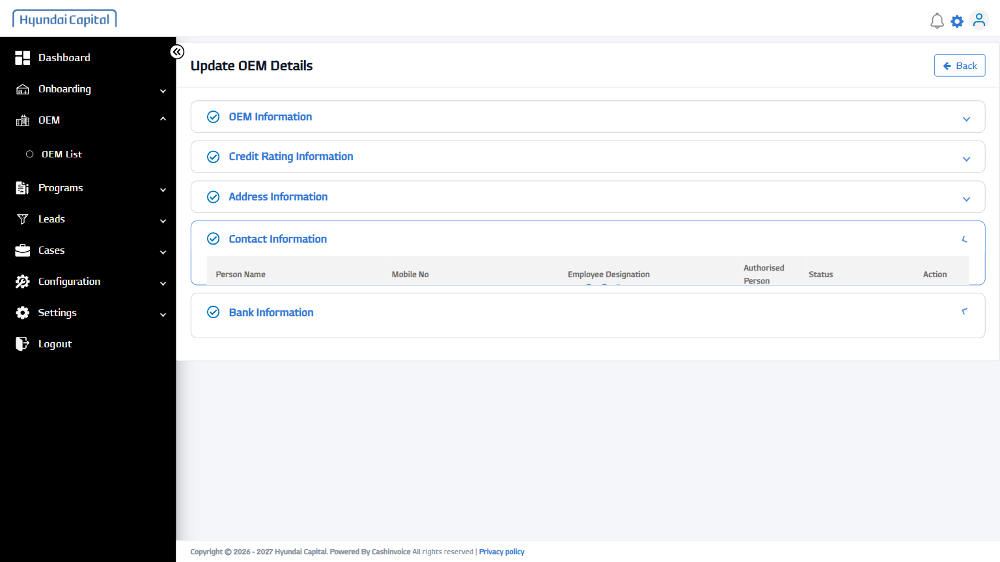 Hyundai Capital
Dashboard
Onboarding
OEM
OEM List
Programs
Leads
Cases
Configuration
Settings
Logout
Update OEM Details
Back
OEM Information
Credit Rating Information
Address Information
Contact Information
Person Name Mobile No Employee Designation Authorised Person Status Action
Bank Information
Copyright © 2026 - 2027 Hyundai Capital. Powered By Cashinvoice All rights reserved | Privacy policy